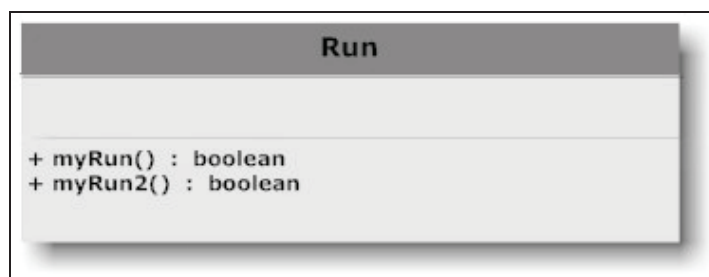 Run
+ myRun() : boolean
+ myRun2() : boolean